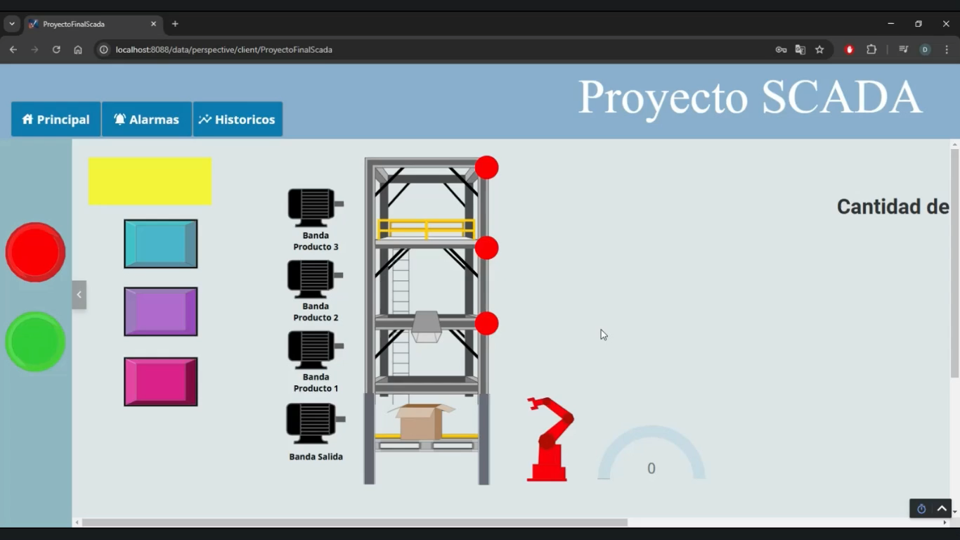 ProyectoFinalScada
localhost:8088/data/perspective/client/ProyectoFinalScada
D
Proyecto SCADA
Principal
Alarmas
Historicos
Cantidad de
Banda
Producto 3
Banda
Producto 2
Banda
Producto 1
Banda Salida
0